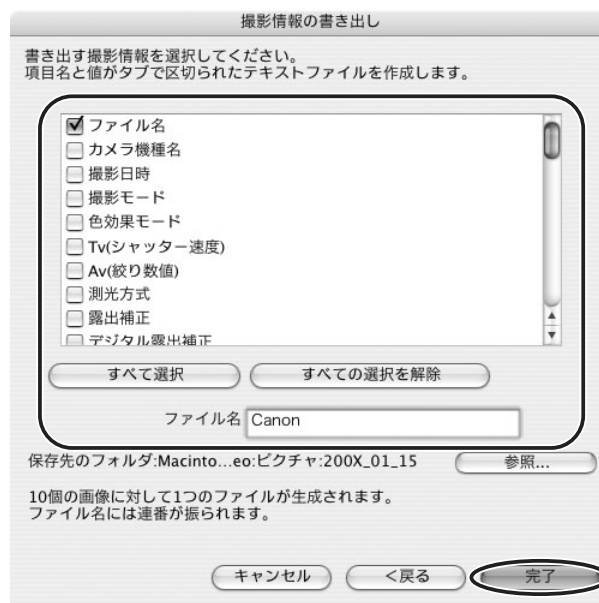 撮影情報の書き出し
書き出す撮影情報を選択してください。
項目名と値がタブで区切られたテキストファイルを作成します。
ファイル名
カメラ機種名
撮影日時
撮影モード
色効果モード
Tv(シャッター速度)
Av(絞り数値)
測光方式
露出補正
デジタル露出補正
すべて選択 すべての選択を解除
ファイル名 Canon
保存先のフォルダ:Macinto...eo:ピクチャ:200X_01_15 参照...
10個の画像に対して1つのファイルが生成されます。
ファイル名には連番が振られます。
キャンセル <戻る 完了